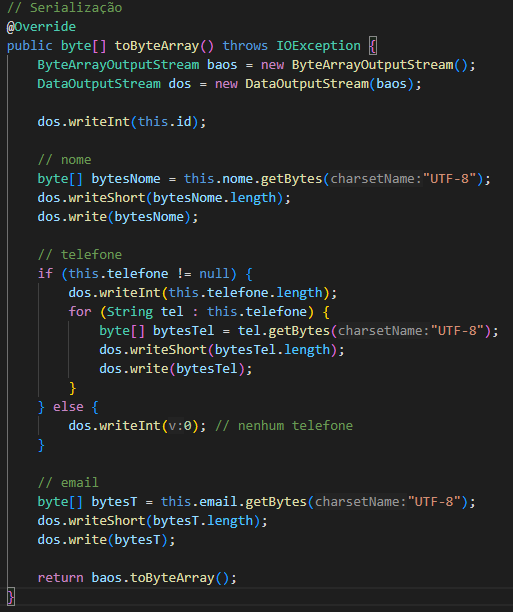 // Serialização
@Override
public byte[] toByteArray() throws IOException {
ByteArrayOutputStream baos = new ByteArrayOutputStream();
DataOutputStream dos = new DataOutputStream(baos);
dos.writeInt(this.id);
// nome
byte[] bytesNome = this.nome.getBytes(charsetName:"UTF-8");
dos.writeShort(bytesNome.length);
dos.write(bytesNome);
// telefone
if (this.telefone != null) {
dos.writeInt(this.telefone.length);
for (String tel : this.telefone) {
byte[] bytesTel = tel.getBytes(charsetName:"UTF-8");
dos.writeShort(bytesTel.length);
dos.write(bytesTel);
}
} else {
dos.writeInt(v:0); // nenhum telefone
}
// email
byte[] bytesT = this.email.getBytes(charsetName:"UTF-8");
dos.writeShort(bytesT.length);
dos.write(bytesT);
return baos.toByteArray();
}